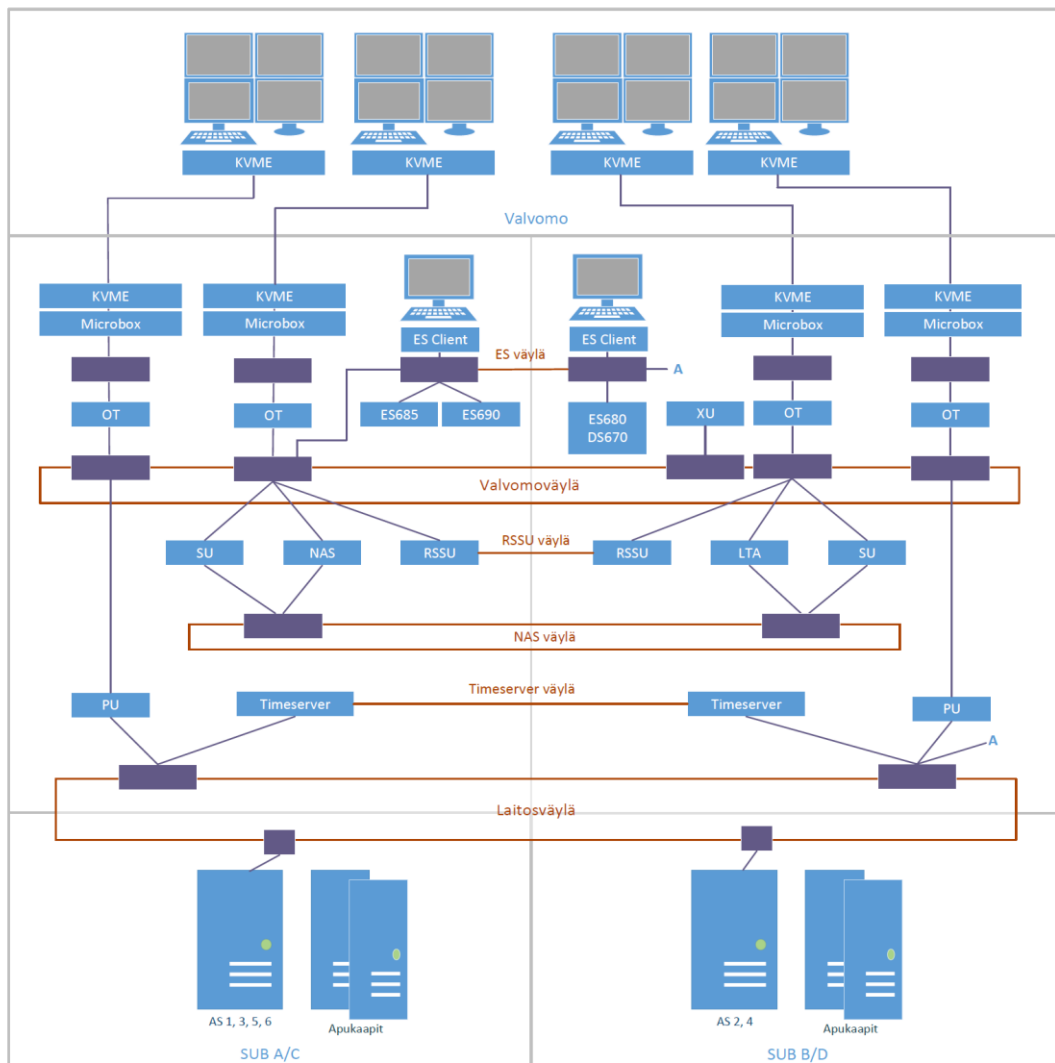 KVME
KVME
KVME
KVME
Valvomo
KVME
Microbox
KVME
Microbox
KVME
Microbox
KVME
Microbox
ES Client
ES väylä
ES Client
A
OT
OT
ES685
ES690
ES680
DS670
XU
OT
OT
Valvomoväylä
SU
NAS
RSSU
RSSU väylä
RSSU
LTA
SU
NAS väylä
PU
Timeserver
Timeserver väylä
Timeserver
PU
A
Laitosväylä
AS 1, 3, 5, 6
Apukaapit
AS 2, 4
Apukaapit
SUB A/C
SUB B/D